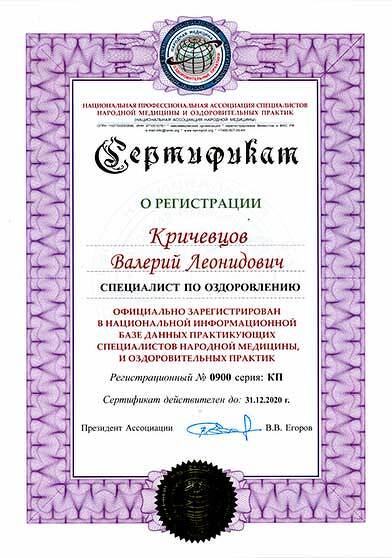 НАЦИОНАЛЬНАЯ ПРОФЕССИОНАЛЬНАЯ АССОЦИАЦИЯ СПЕЦИАЛИСТОВ
НАРОДНОЙ МЕДИЦИНЫ И ОЗДОРОВИТЕЛЬНЫХ ПРАКТИК
(НАЦИОНАЛЬНАЯ АССОЦИАЦИЯ НАРОДНОЙ МЕДИЦИНЫ)
Сертификат
О РЕГИСТРАЦИИ
Кричевцов
Валерий Леонидович
СПЕЦИАЛИСТ ПО ОЗДОРОВЛЕНИЮ
ОФИЦИАЛЬНО ЗАРЕГИСТРИРОВАН
В НАЦИОНАЛЬНОЙ ИНФОРМАЦИОННОЙ
БАЗЕ ДАННЫХ ПРАКТИКУЮЩИХ
СПЕЦИАЛИСТОВ НАРОДНОЙ МЕДИЦИНЫ,
И ОЗДОРОВИТЕЛЬНЫХ ПРАКТИК
Регистрационный № 0900 серия: КП
Сертификат действителен до: 31.12.2020 г.
Президент Ассоциации В.В. Егоров